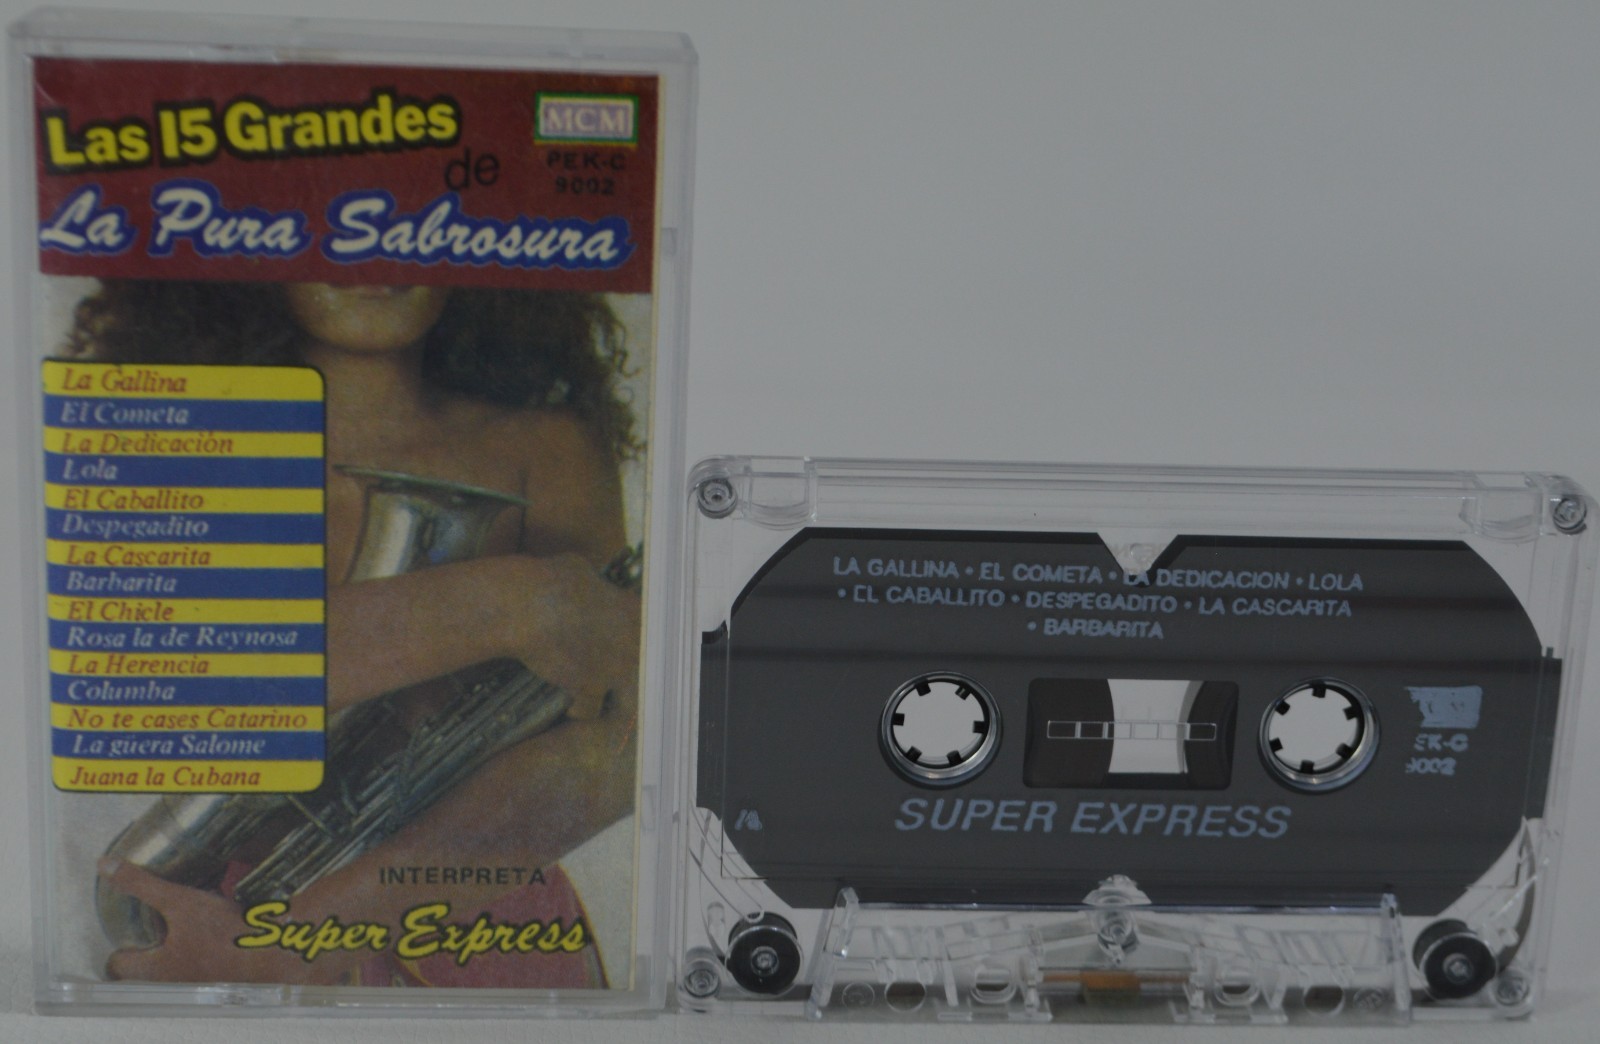 Las 15 Grandes
de
La Pura Sabrosura
MCM
PEK-C
9002
La Gallina
El Cometa
La Dedicación
Lola
El Caballito
Despegadito
La Cascarita
Barbarita
El Chicle
Rosa la de Reynosa
La Herencia
Columba
No te cases Catarino
La güera Salome
Juana la Cubana
INTERPRETA
Super Express
LA GALLINA • EL COMETA • LA DEDICACION • LOLA
• EL CABALLITO • DESPEGADITO • LA CASCARITA
• BARBARITA
EK-C
9002
A
SUPER EXPRESS